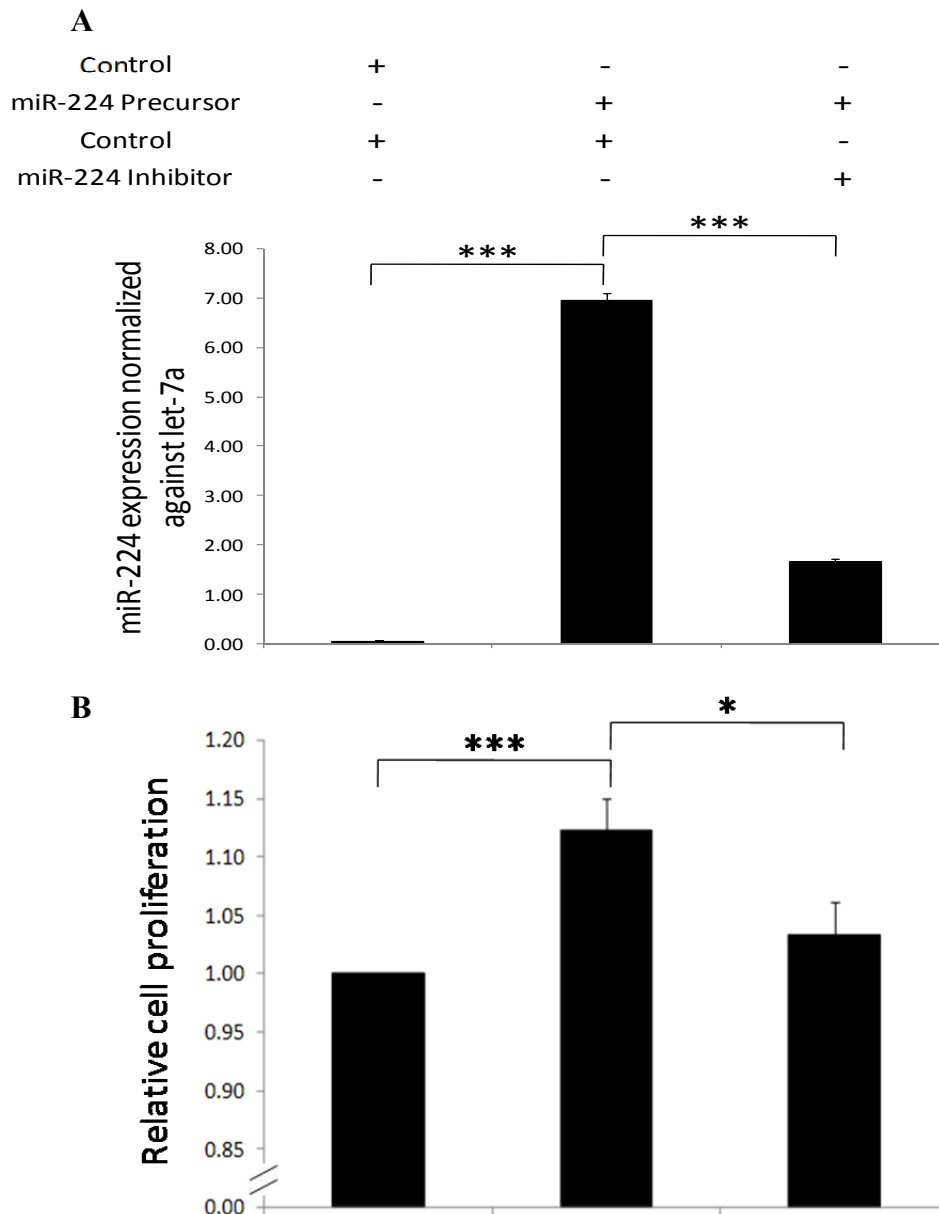 A
Control + - -
miR-224 Precursor - + +
Control + + -
miR-224 Inhibitor - - +
*** ***
miR-224 expression normalized
against let-7a
8.00
7.00
6.00
5.00
4.00
3.00
2.00
1.00
0.00
B
*** *
Relative cell proliferation
1.20
1.15
1.10
1.05
1.00
0.95
0.90
0.85
0.00